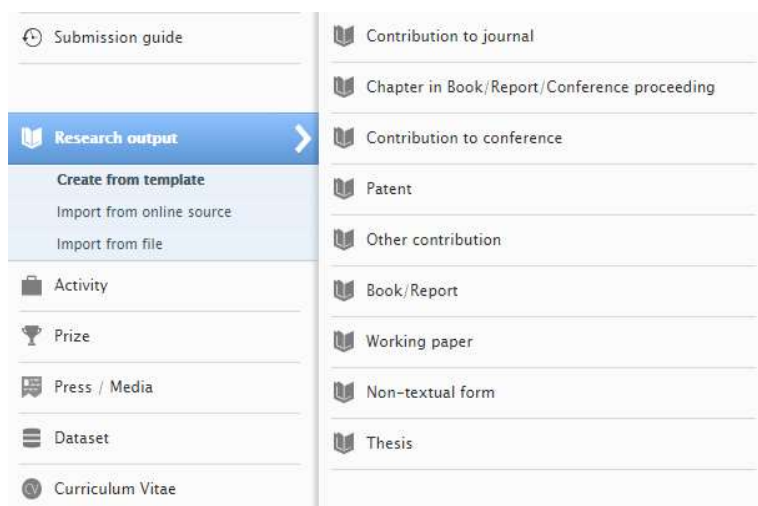 Submission guide
Research output
Create from template
Import from online source
Import from file
Activity
Prize
Press / Media
Dataset
CV
Curriculum Vitae
Contribution to journal
Chapter in Book/Report/Conference proceeding
Contribution to conference
Patent
Other contribution
Book/Report
Working paper
Non-textual form
Thesis